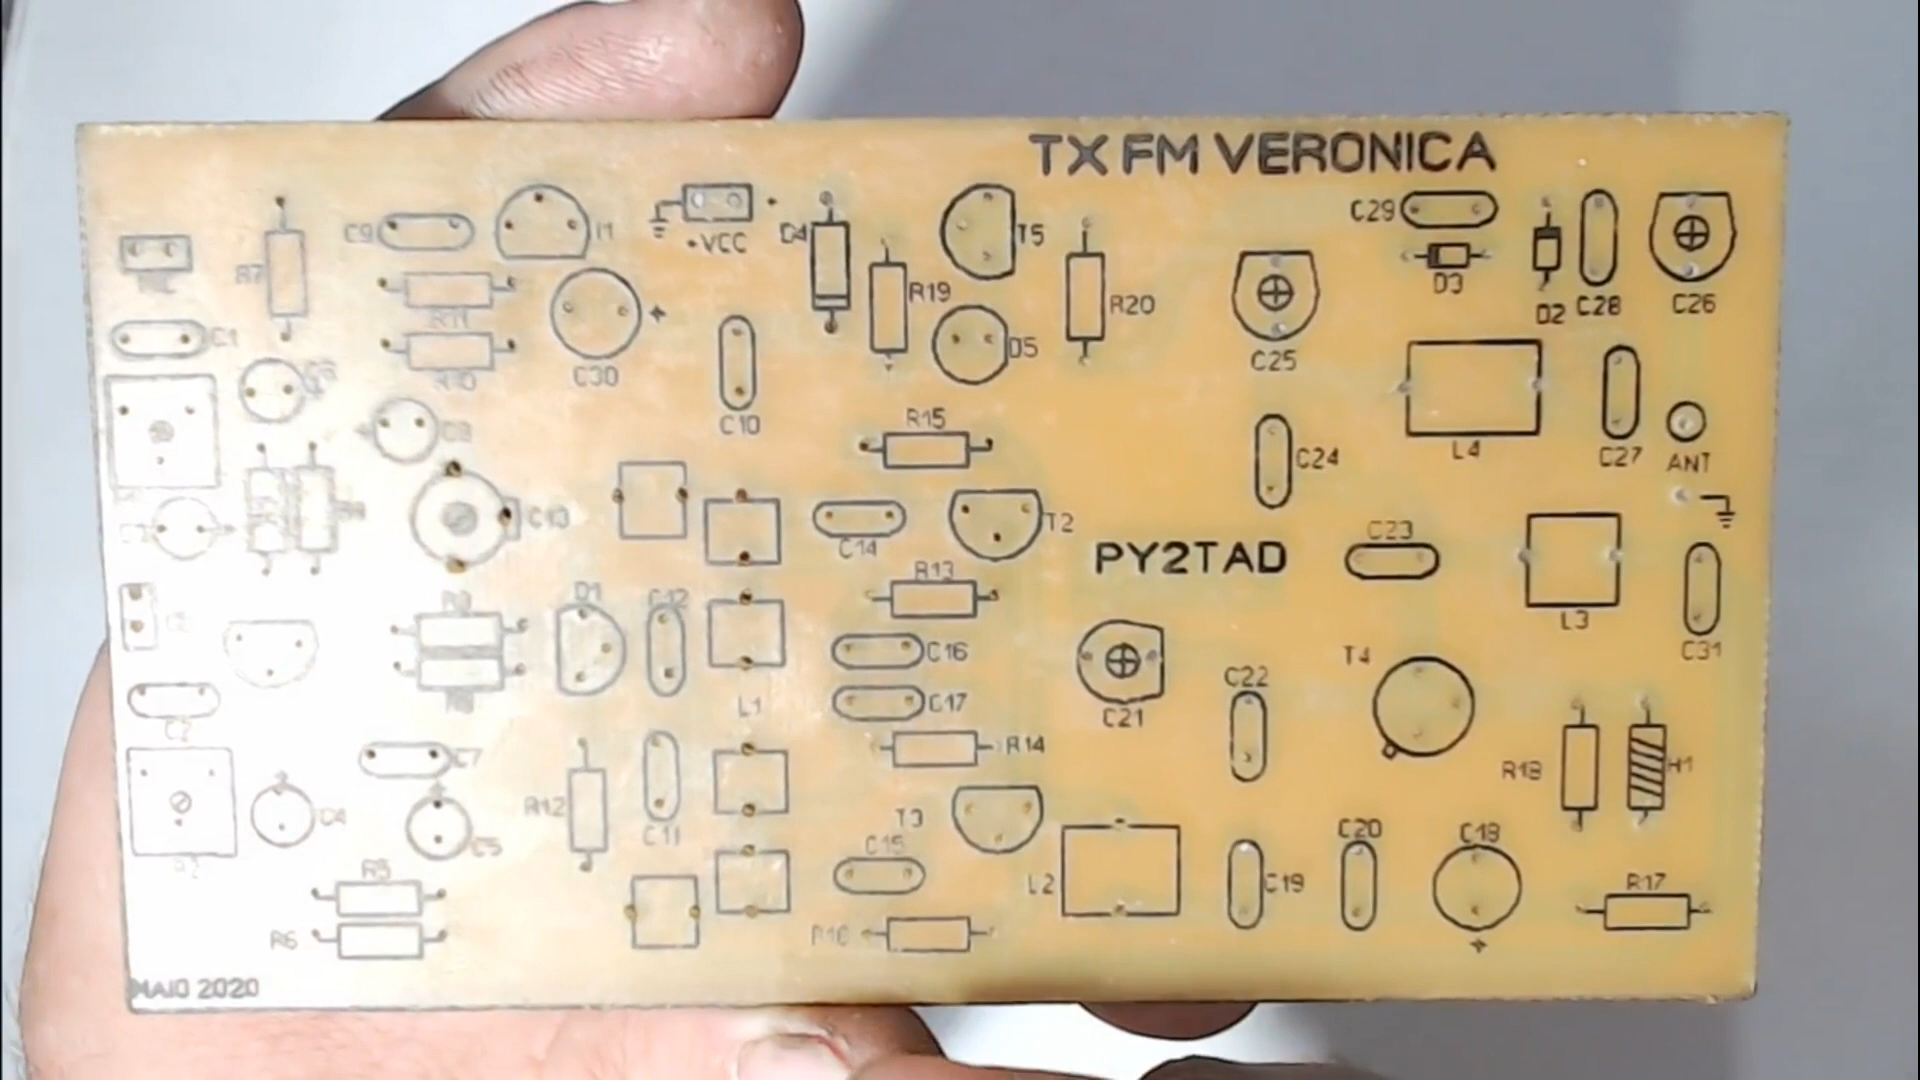 TX FM VERONICA
C29
C9
T5
+VCC
D4
R7
R19
D3
R20
C28
C26
D2
R11
C1
D5
C25
R10
C30
C10
R15
L4
C24
C27
ANT
C13
T2
C14
C23
PY2TAD
R13
D1
C12
L3
C16
C31
T4
C22
C17
L1
C21
C2
R14
C7
R18
H1
R12
T3
C4
C11
C20
C18
C5
C15
R5
L2
C19
R17
R6
R16
MAIO 2020